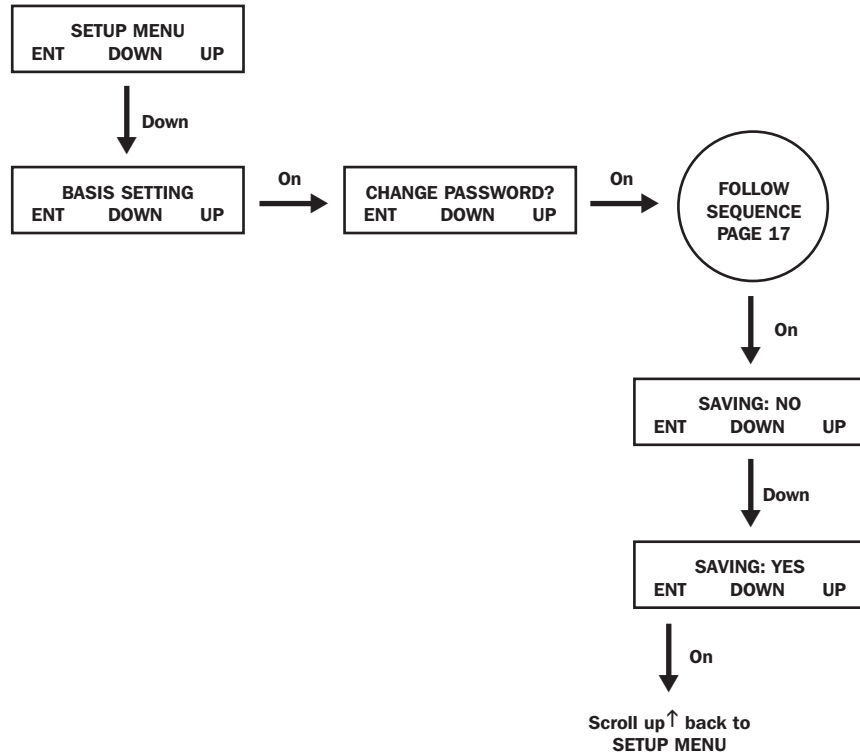 SETUP MENU
ENT DOWN UP
Down
BASIS SETTING
ENT DOWN UP
On
CHANGE PASSWORD?
ENT DOWN UP
On
FOLLOW
SEQUENCE
PAGE 17
On
SAVING: NO
ENT DOWN UP
Down
SAVING: YES
ENT DOWN UP
On
Scroll up↑ back to
SETUP MENU